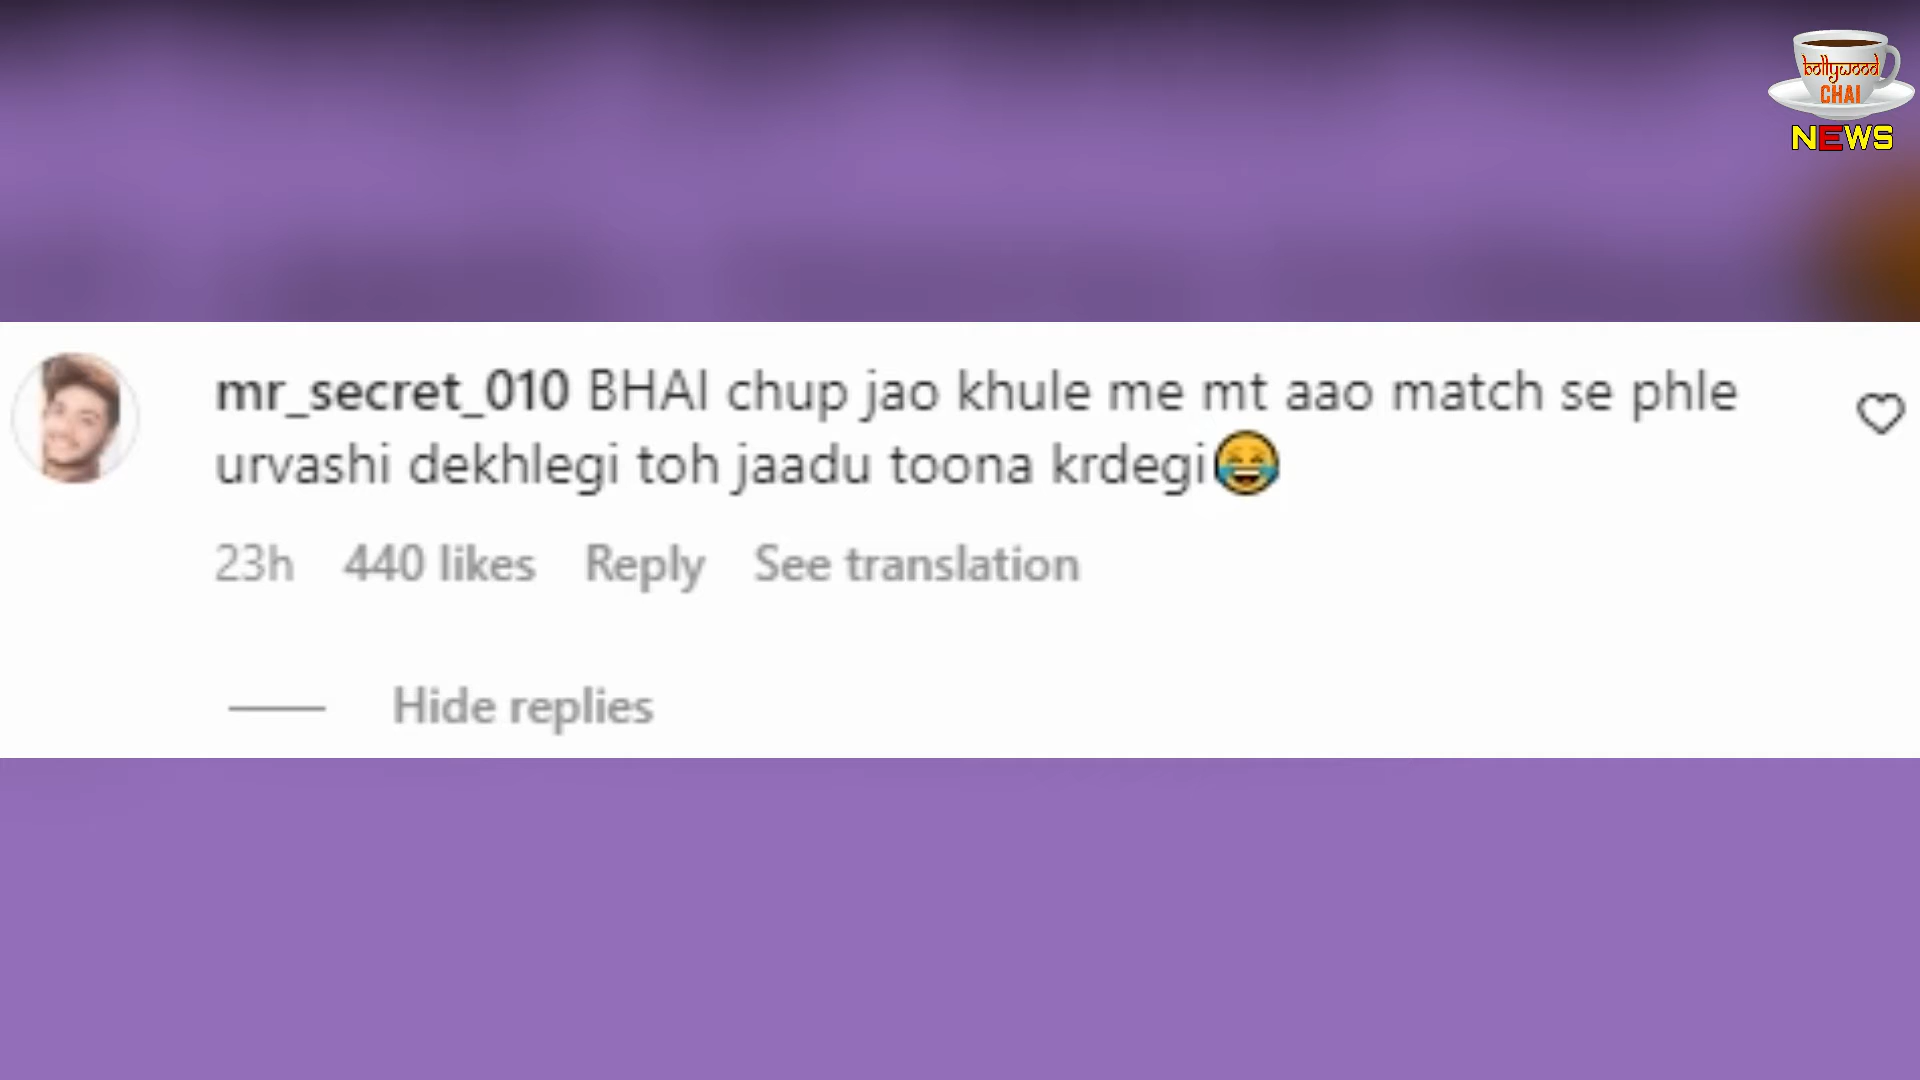 bollywood
CHAI
NEWS
mr_secret_010 BHAI chup jao khule me mt aao match se phle
urvashi dekhlegi toh jaadu toona krdegi😂
23h 440 likes Reply See translation
Hide replies